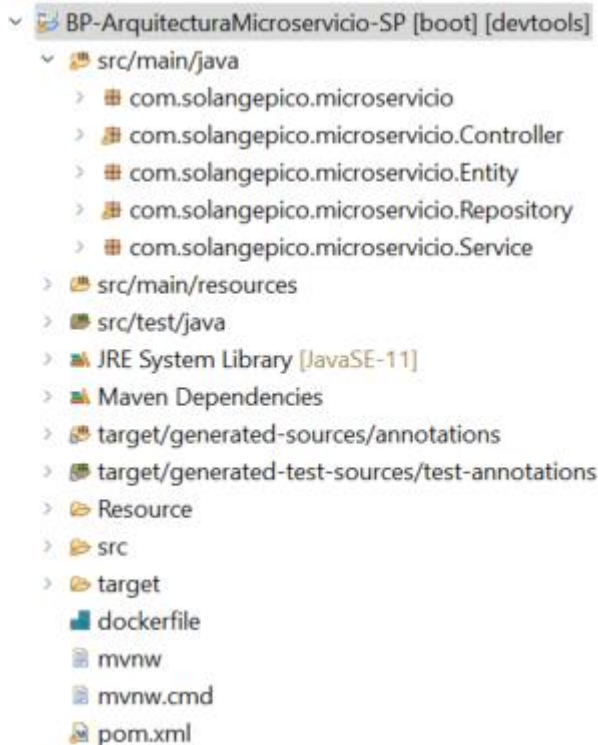 BP-ArquitecturaMicroservicio-SP [boot] [devtools]
src/main/java
com.solangepico.microservicio
com.solangepico.microservicio.Controller
com.solangepico.microservicio.Entity
com.solangepico.microservicio.Repository
com.solangepico.microservicio.Service
src/main/resources
src/test/java
JRE System Library [JavaSE-11]
Maven Dependencies
target/generated-sources/annotations
target/generated-test-sources/test-annotations
Resource
src
target
dockerfile
mvnw
mvnw.cmd
pom.xml